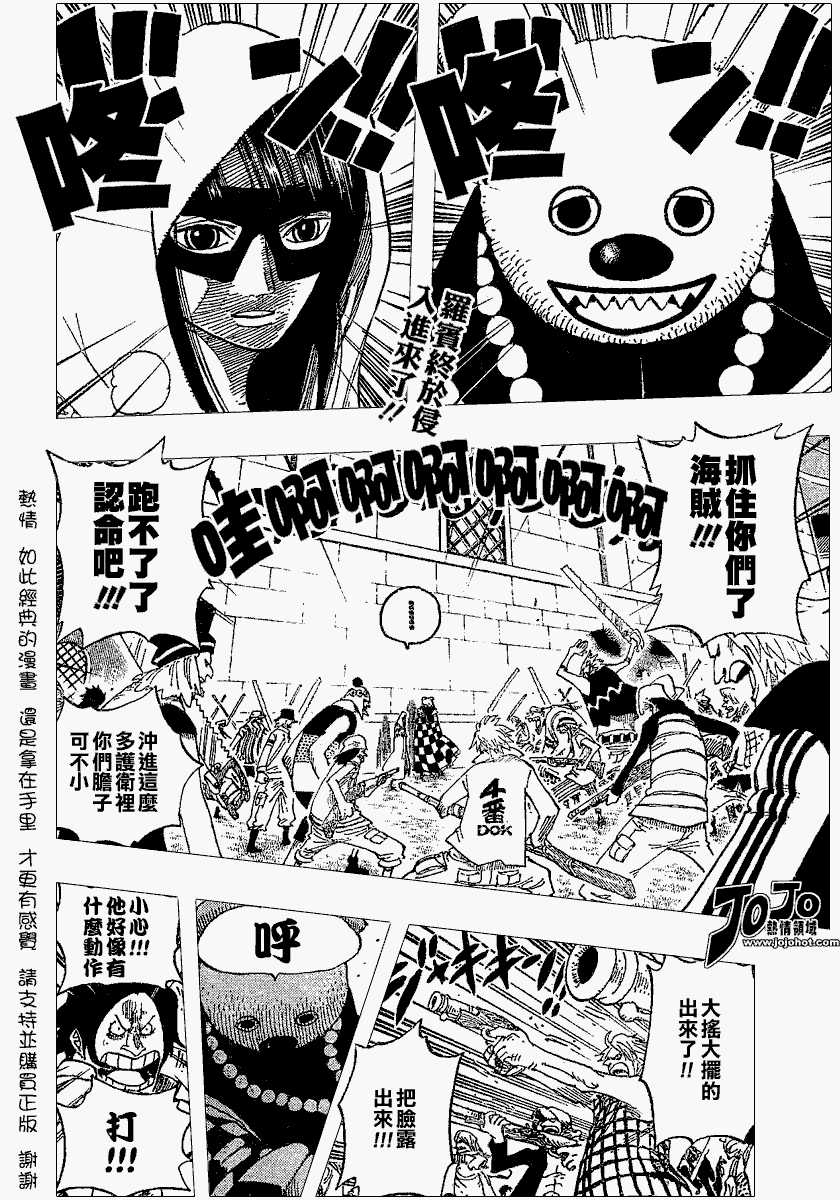 咚!!
咚!!
羅賓終於侵
入進來了!!
抓住你們了
海賊!!!
哇啊啊啊啊啊啊
跑不了了
認命吧!!!
……
沖進這麼
多護衛裡
你們膽子
可不小
4番
DOK
JOJO
熱情領域
www.jojohot.com
大搖大擺的
出來了!!
ジャキキーン!!
把臉露
出來!!!
呼
小心!!!
他好像有
什麼動作
打!!!
熱情 如此經典的漫畫 還是拿在手里 才更有感覺 請支持並購買正版 謝謝